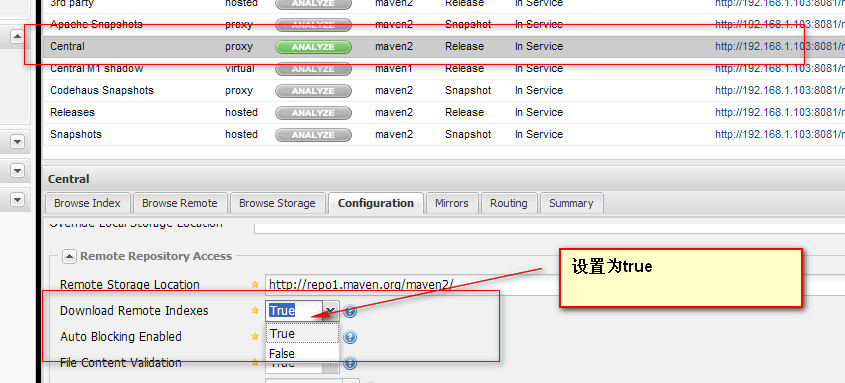 3rd party hosted ANALYZE maven2 Release In Service http://192.168.1.103:8081/
Apache Snapshots proxy ANALYZE maven2 Snapshot In Service http://192.168.1.103:8081/
Central proxy ANALYZE maven2 Release In Service http://192.168.1.103:8081/
Central M1 shadow virtual ANALYZE maven1 Release In Service http://192.168.1.103:8081/
Codehaus Snapshots proxy ANALYZE maven2 Snapshot In Service http://192.168.1.103:8081/
Releases hosted ANALYZE maven2 Release In Service http://192.168.1.103:8081/
Snapshots hosted ANALYZE maven2 Snapshot In Service http://192.168.1.103:8081/
Central
Browse Index Browse Remote Browse Storage Configuration Mirrors Routing Summary
Override Local Storage Location
Remote Repository Access
设置为true
Remote Storage Location http://repo1.maven.org/maven2/
Download Remote Indexes True
True
Auto Blocking Enabled
False
File Content Validation True